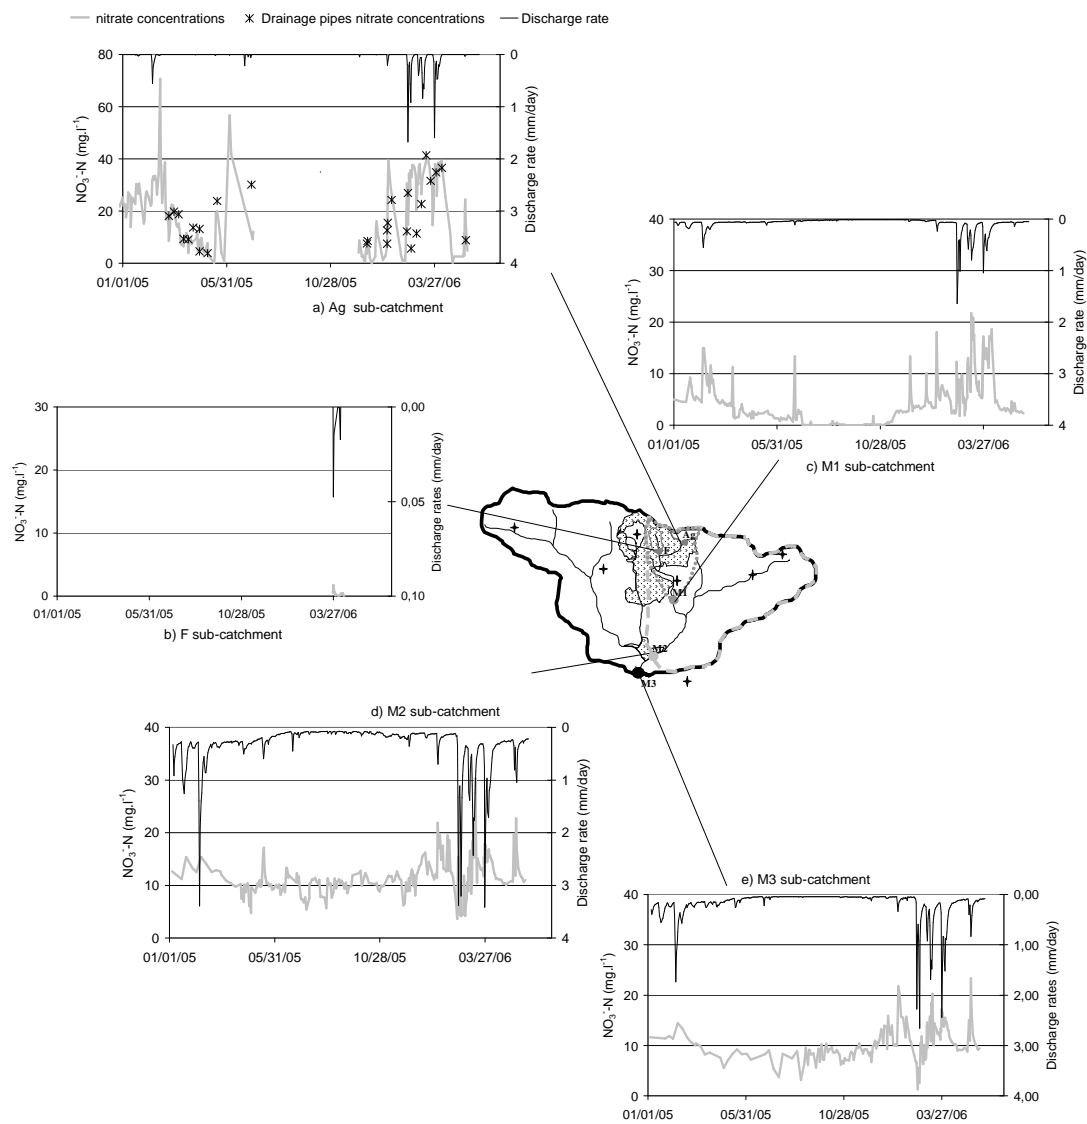 nitrate concentrations Drainage pipes nitrate concentrations Discharge rate
80 0
60 1
40 2
20 3
0 4
01/01/05 05/31/05 10/28/05 03/27/06
NO3⁻-N (mg.l⁻¹)
Discharge rate (mm/day)
a) Ag sub-catchment
40 0
30 1
20 2
10 3
0 4
01/01/05 05/31/05 10/28/05 03/27/06
NO3⁻-N (mg.l⁻¹)
Discharge rate (mm/day)
c) M1 sub-catchment
30 0,00
20
0,05
10
0 0,10
01/01/05 05/31/05 10/28/05 03/27/06
NO3⁻-N (mg.l⁻¹)
Discharge rates (mm/day)
b) F sub-catchment
Ag
F
M1
M2
M3
d) M2 sub-catchment
40 0
30 1
20 2
10 3
0 4
01/01/05 05/31/05 10/28/05 03/27/06
NO3⁻-N (mg.l⁻¹)
Discharge rate (mm/day)
e) M3 sub-catchment
40 0,00
30 1,00
20 2,00
10 3,00
0 4,00
01/01/05 05/31/05 10/28/05 03/27/06
NO3⁻-N (mg.l⁻¹)
Discharge rates (mm/day)